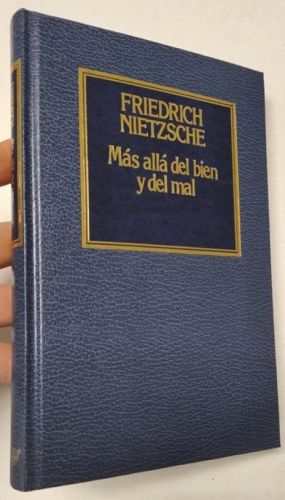 FRIEDRICH
NIETZSCHE
Más allá del bien
y del mal